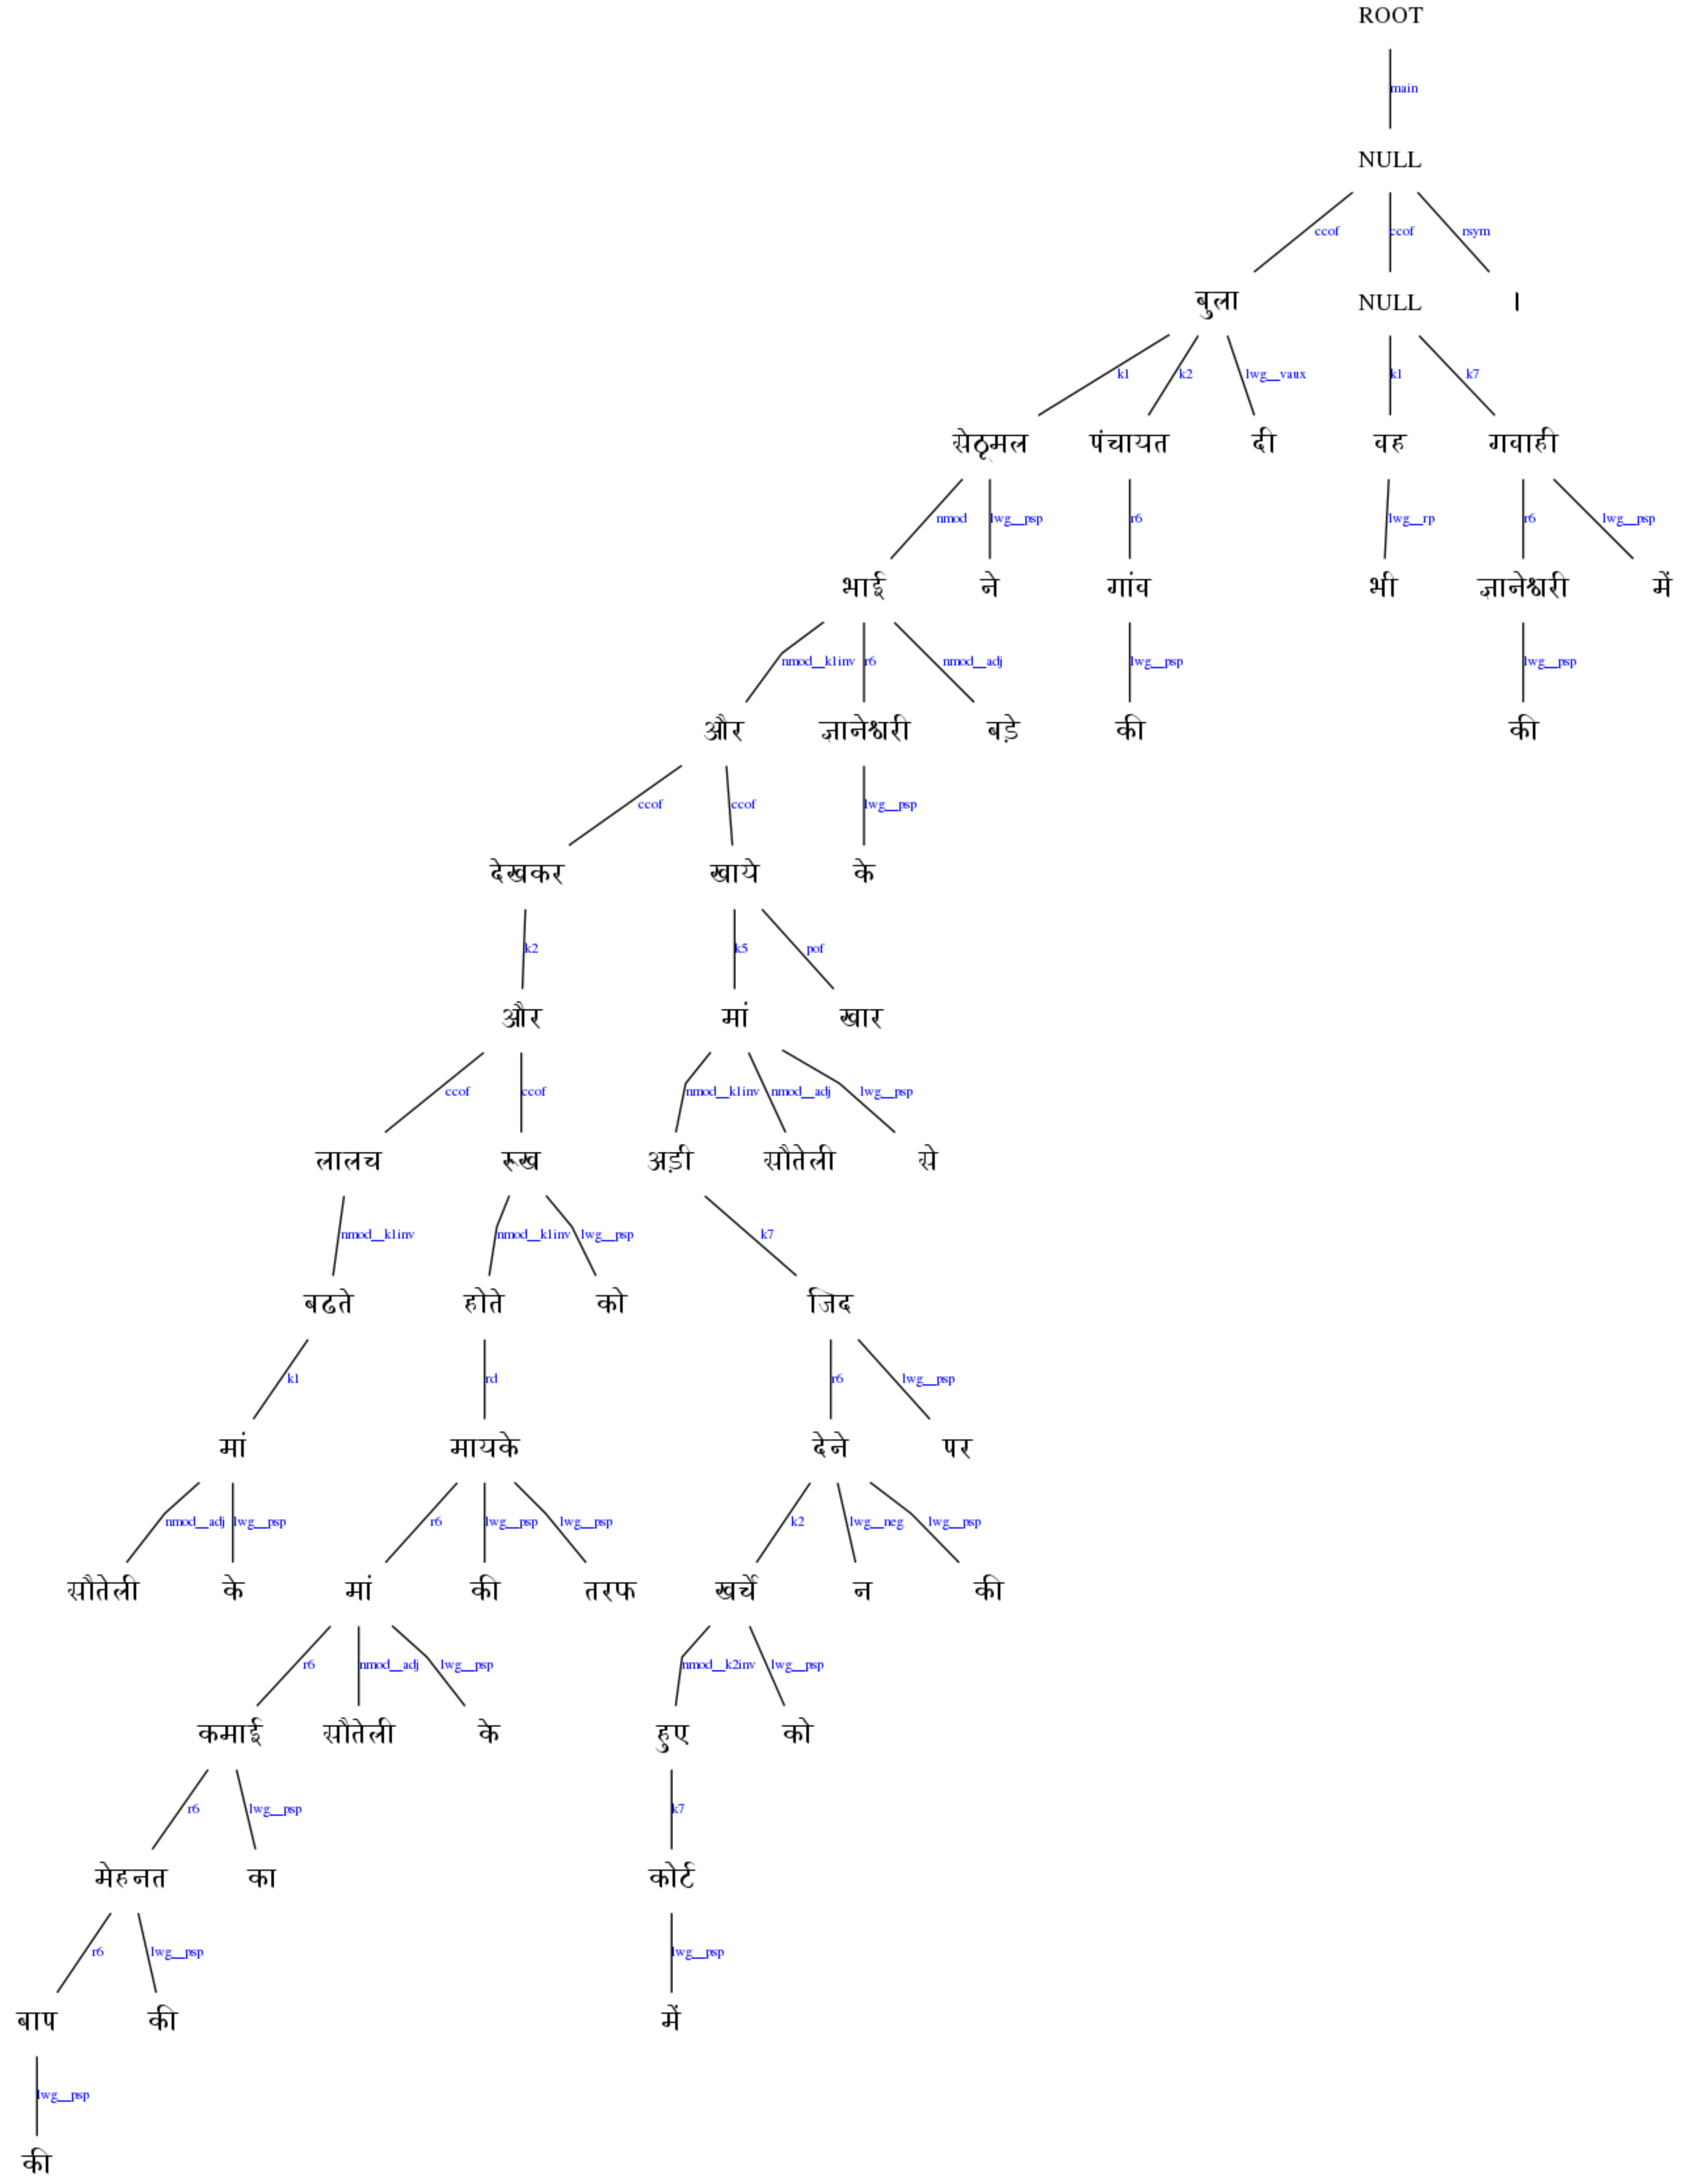 ROOT
main
NULL
ccof ccof rsym
बुला NULL ।
k1 k2 lwg__vaux k1 k7
सेठ्मल पंचायत दी वह गवाही
nmod lwg__psp r6 lwg__rp r6 lwg__psp
भाई ने गांव भी ज्ञानेश्वरी में
nmod__k1inv r6 nmod__adj lwg__psp lwg__psp
और ज्ञानेश्वरी बड़े की की
ccof ccof lwg__psp
देखकर खाये के
k2 k5 pof
और मां खार
ccof ccof nmod__k1inv nmod__adj lwg__psp
लालच रूख अड़ी सौतेली से
nmod__k1inv nmod__k1inv lwg__psp k7
बढते होते को जिद
k1 rd r6 lwg__psp
मां मायके देने पर
nmod__adj lwg__psp r6 lwg__psp lwg__psp k2 lwg__neg lwg__psp
सौतेली के मां की तरफ खर्चे न की
r6 nmod__adj lwg__psp nmod__k2inv lwg__psp
कमाई सौतेली के हुए को
r6 lwg__psp k7
मेहनत का कोर्ट
r6 lwg__psp lwg__psp
बाप की में
lwg__psp
की